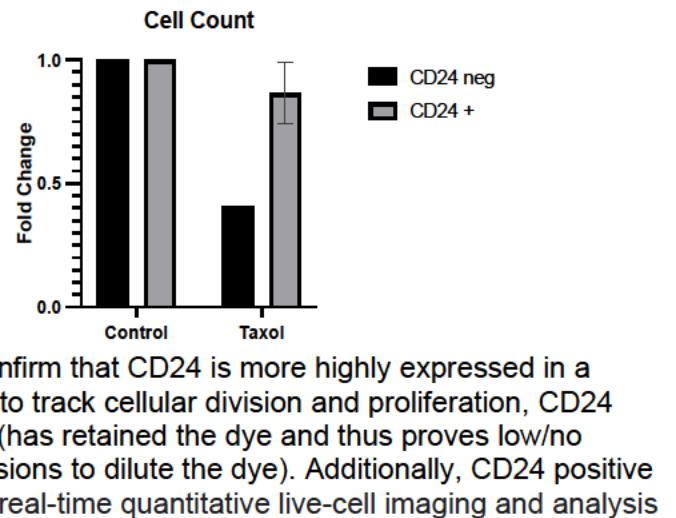 Cell Count
1.0
0.5
0.0
Fold Change
Control
Taxol
CD24 neg
CD24 +
nfirm that CD24 is more highly expressed in a
to track cellular division and proliferation, CD24
(has retained the dye and thus proves low/no
sions to dilute the dye). Additionally, CD24 positive
real-time quantitative live-cell imaging and analysis